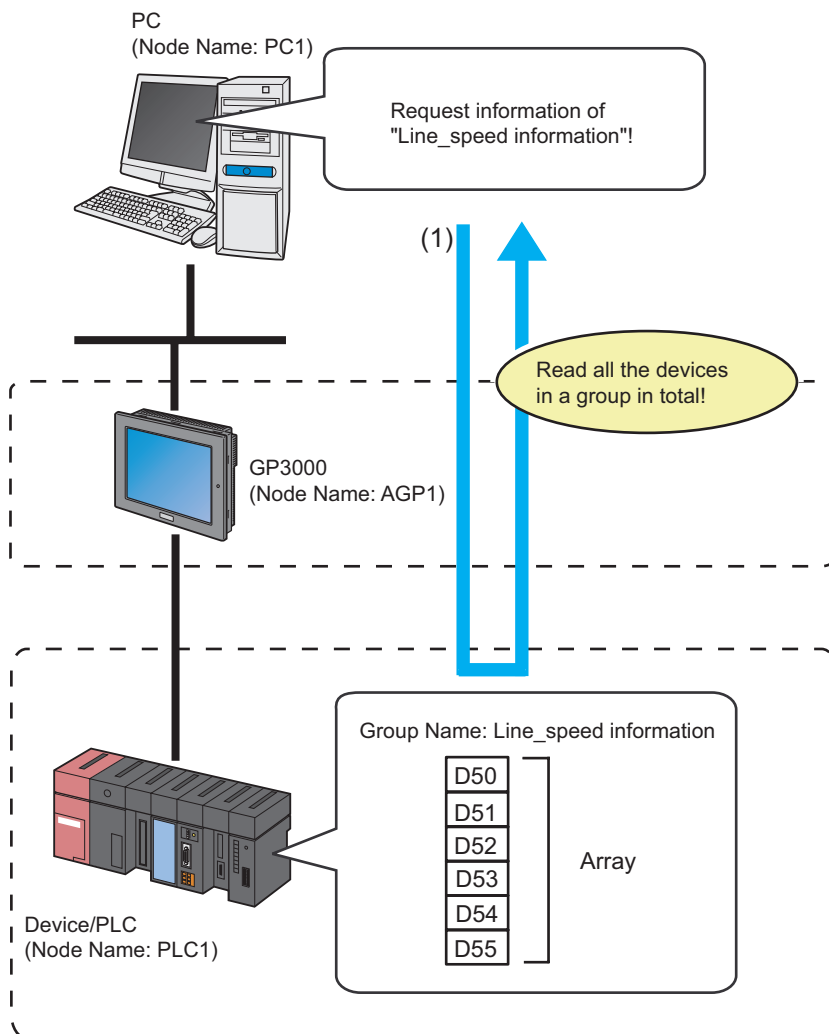 PC
(Node Name: PC1)
Request information of
"Line_speed information"!
(1)
Read all the devices
in a group in total!
GP3000
(Node Name: AGP1)
Group Name: Line_speed information
D50
D51
D52
D53
D54
D55
Array
Device/PLC
(Node Name: PLC1)